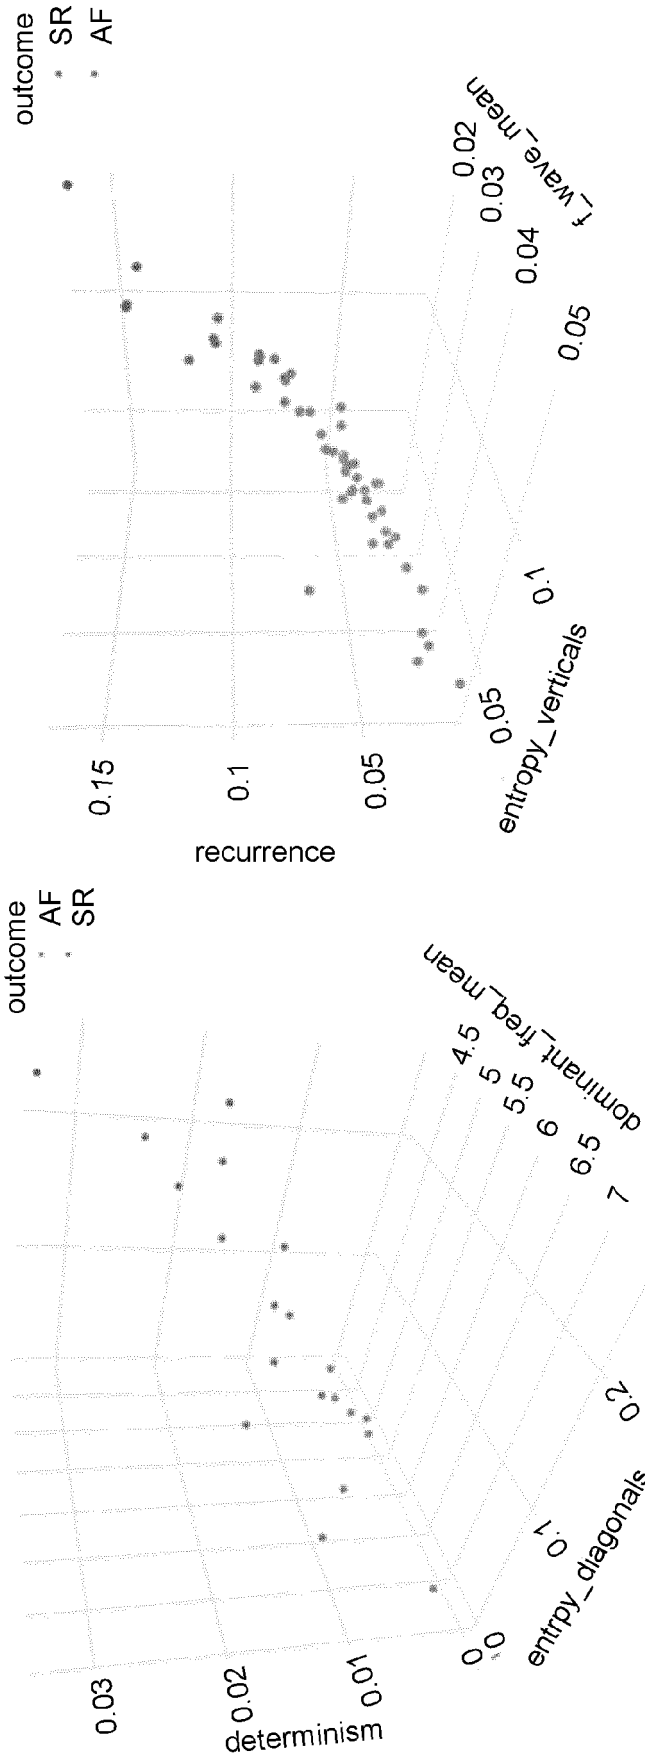 outcome
SR
AF
0.15
0.1
0.05
recurrence
0.05
0.1
entropy_verticals
0.02
0.03
0.04
0.05
f_wave_mean
outcome
AF
SR
0.03
0.02
0.01
0
determinism
0
0.1
0.2
entrpy_diagonals
4.5
5
5.5
6
6.5
7
dominant_freq_mean